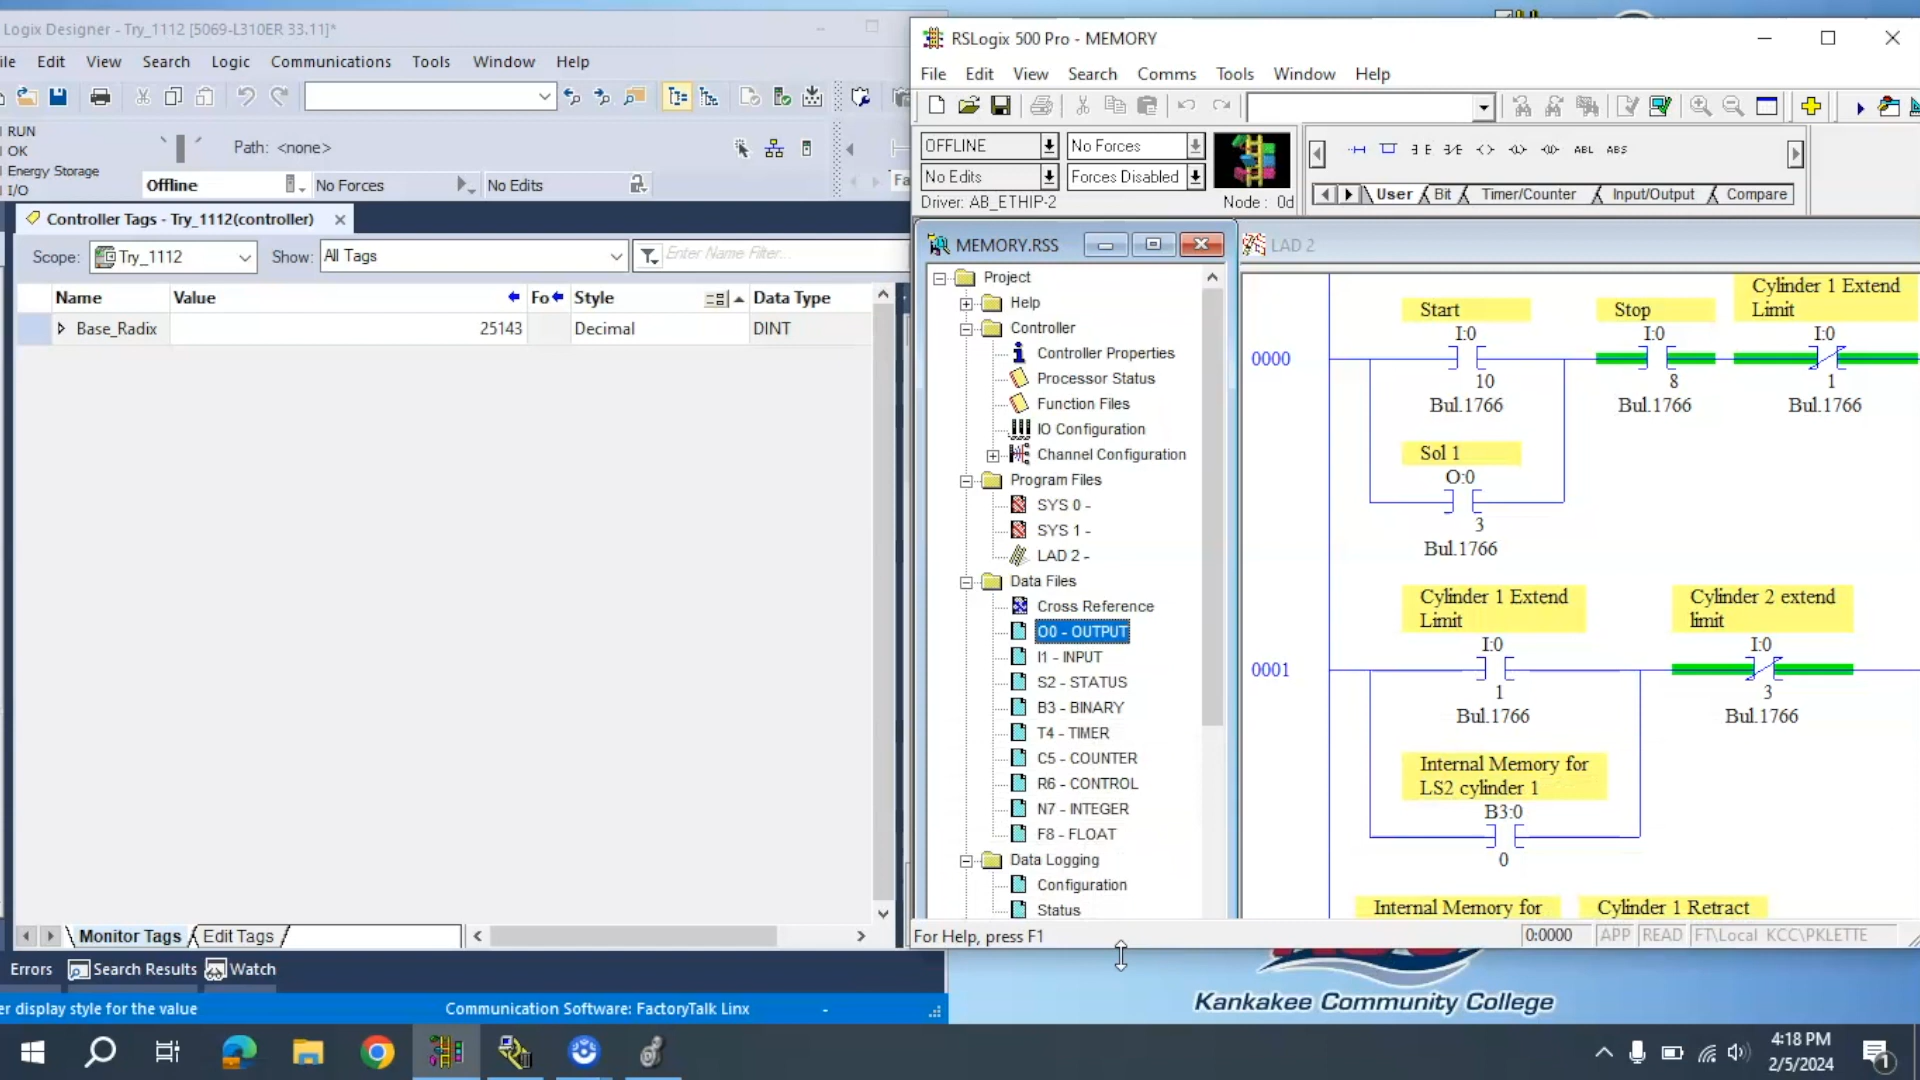 Logix Designer - Try_1112 [5069-L310ER 33.11]*
ile Edit View Search Logic Communications Tools Window Help
RUN
OK
Energy Storage
I/O
Path: <none>
Offline
No Forces
No Edits
Fa
Controller Tags - Try_1112(controller)
Scope: Try_1112 Show: All Tags Enter Name Filter...
Name Value Fo Style Data Type
Base_Radix 25143 Decimal DINT
Monitor Tags Edit Tags
Errors Search Results Watch
er display style for the value
Communication Software: FactoryTalk Linx
RSLogix 500 Pro - MEMORY
File Edit View Search Comms Tools Window Help
OFFLINE No Forces
No Edits Forces Disabled
Driver: AB_ETHIP-2 Node : 0d
ABL ABS
User Bit Timer/Counter Input/Output Compare
MEMORY.RSS
Project
Help
Controller
Controller Properties
Processor Status
Function Files
IO Configuration
Channel Configuration
Program Files
SYS 0 -
SYS 1 -
LAD 2 -
Data Files
Cross Reference
O0 - OUTPUT
I1 - INPUT
S2 - STATUS
B3 - BINARY
T4 - TIMER
C5 - COUNTER
R6 - CONTROL
N7 - INTEGER
F8 - FLOAT
Data Logging
Configuration
Status
LAD 2
0000
Start
I:0
10
Bul.1766
Stop
I:0
8
Bul.1766
Cylinder 1 Extend
Limit
I:0
1
Bul.1766
Sol 1
O:0
3
Bul.1766
0001
Cylinder 1 Extend
Limit
I:0
1
Bul.1766
Cylinder 2 extend
limit
I:0
3
Bul.1766
Internal Memory for
LS2 cylinder 1
B3:0
0
Internal Memory for
Cylinder 1 Retract
For Help, press F1
0:0000 APP READ FT\Local KCC\PKLETTE
Kankakee Community College
4:18 PM
2/5/2024
1